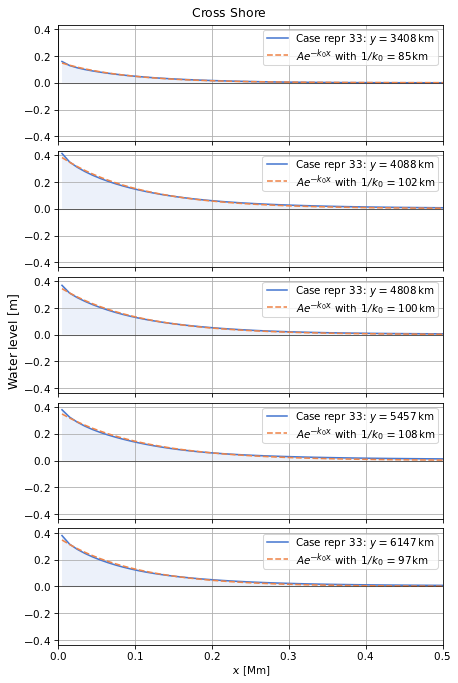 Cross Shore
Water level [m]
0.4
0.2
0.0
−0.2
−0.4
Case repr 33: y = 3408 km
Ae^{−k₀x} with 1/k₀ = 85 km
0.4
0.2
0.0
−0.2
−0.4
Case repr 33: y = 4088 km
Ae^{−k₀x} with 1/k₀ = 102 km
0.4
0.2
0.0
−0.2
−0.4
Case repr 33: y = 4808 km
Ae^{−k₀x} with 1/k₀ = 100 km
0.4
0.2
0.0
−0.2
−0.4
Case repr 33: y = 5457 km
Ae^{−k₀x} with 1/k₀ = 108 km
0.4
0.2
0.0
−0.2
−0.4
Case repr 33: y = 6147 km
Ae^{−k₀x} with 1/k₀ = 97 km
0.0 0.1 0.2 0.3 0.4 0.5
x [Mm]